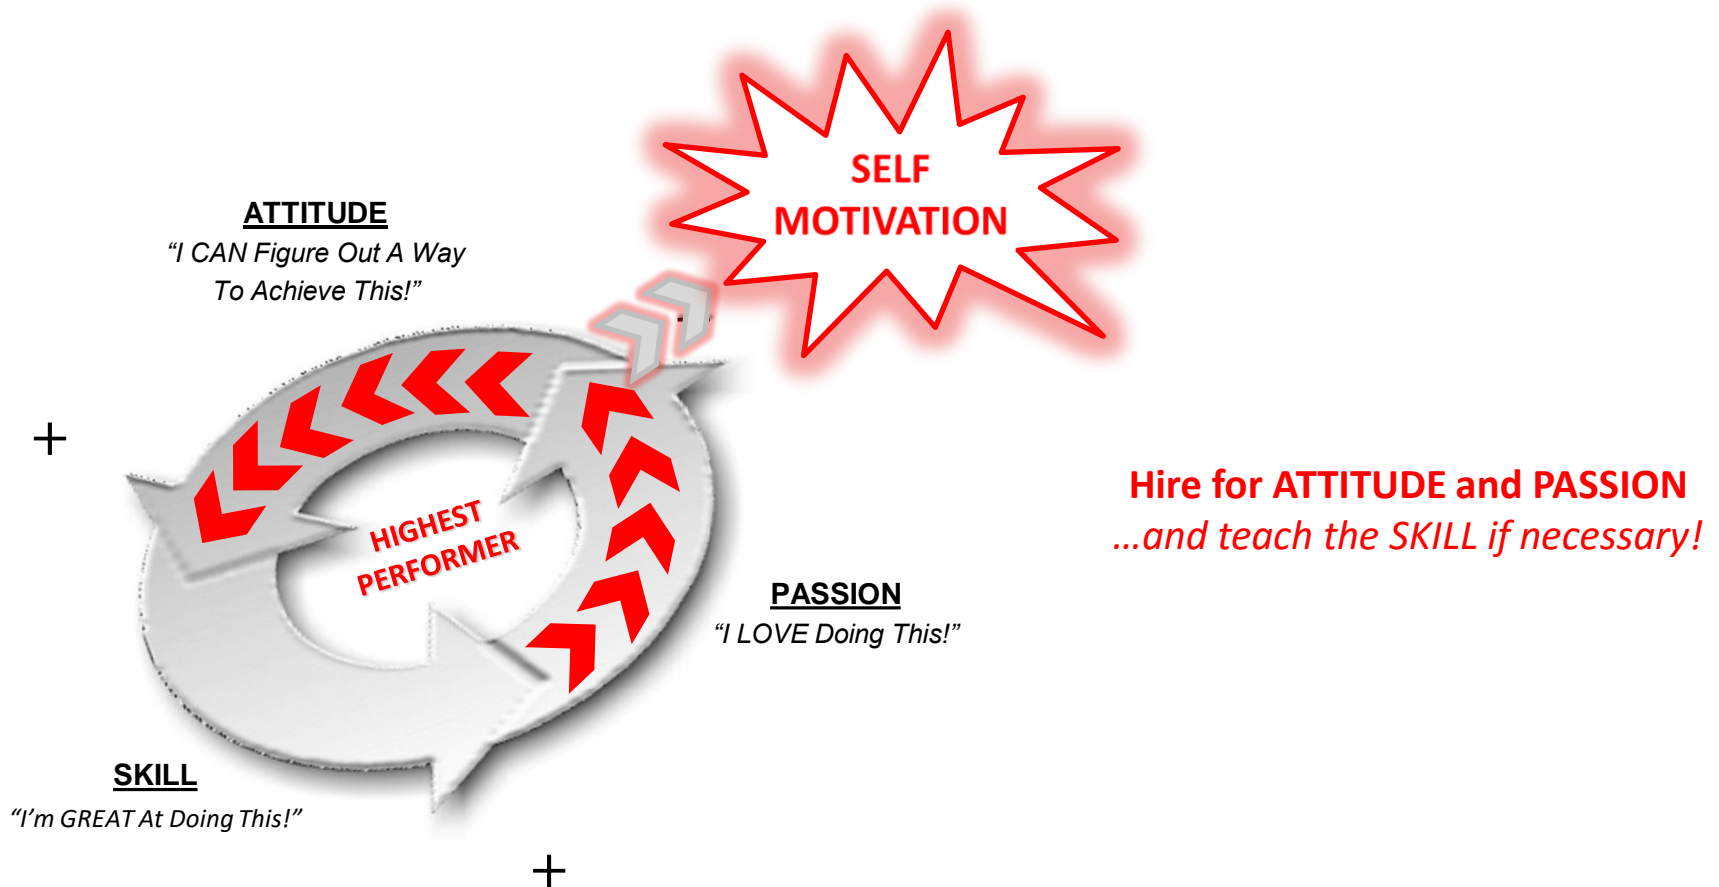 SELF
MOTIVATION
ATTITUDE
“I CAN Figure Out A Way
To Achieve This!”
+
HIGHEST
PERFORMER
Hire for ATTITUDE and PASSION
...and teach the SKILL if necessary!
PASSION
“I LOVE Doing This!”
SKILL
“I’m GREAT At Doing This!”
+